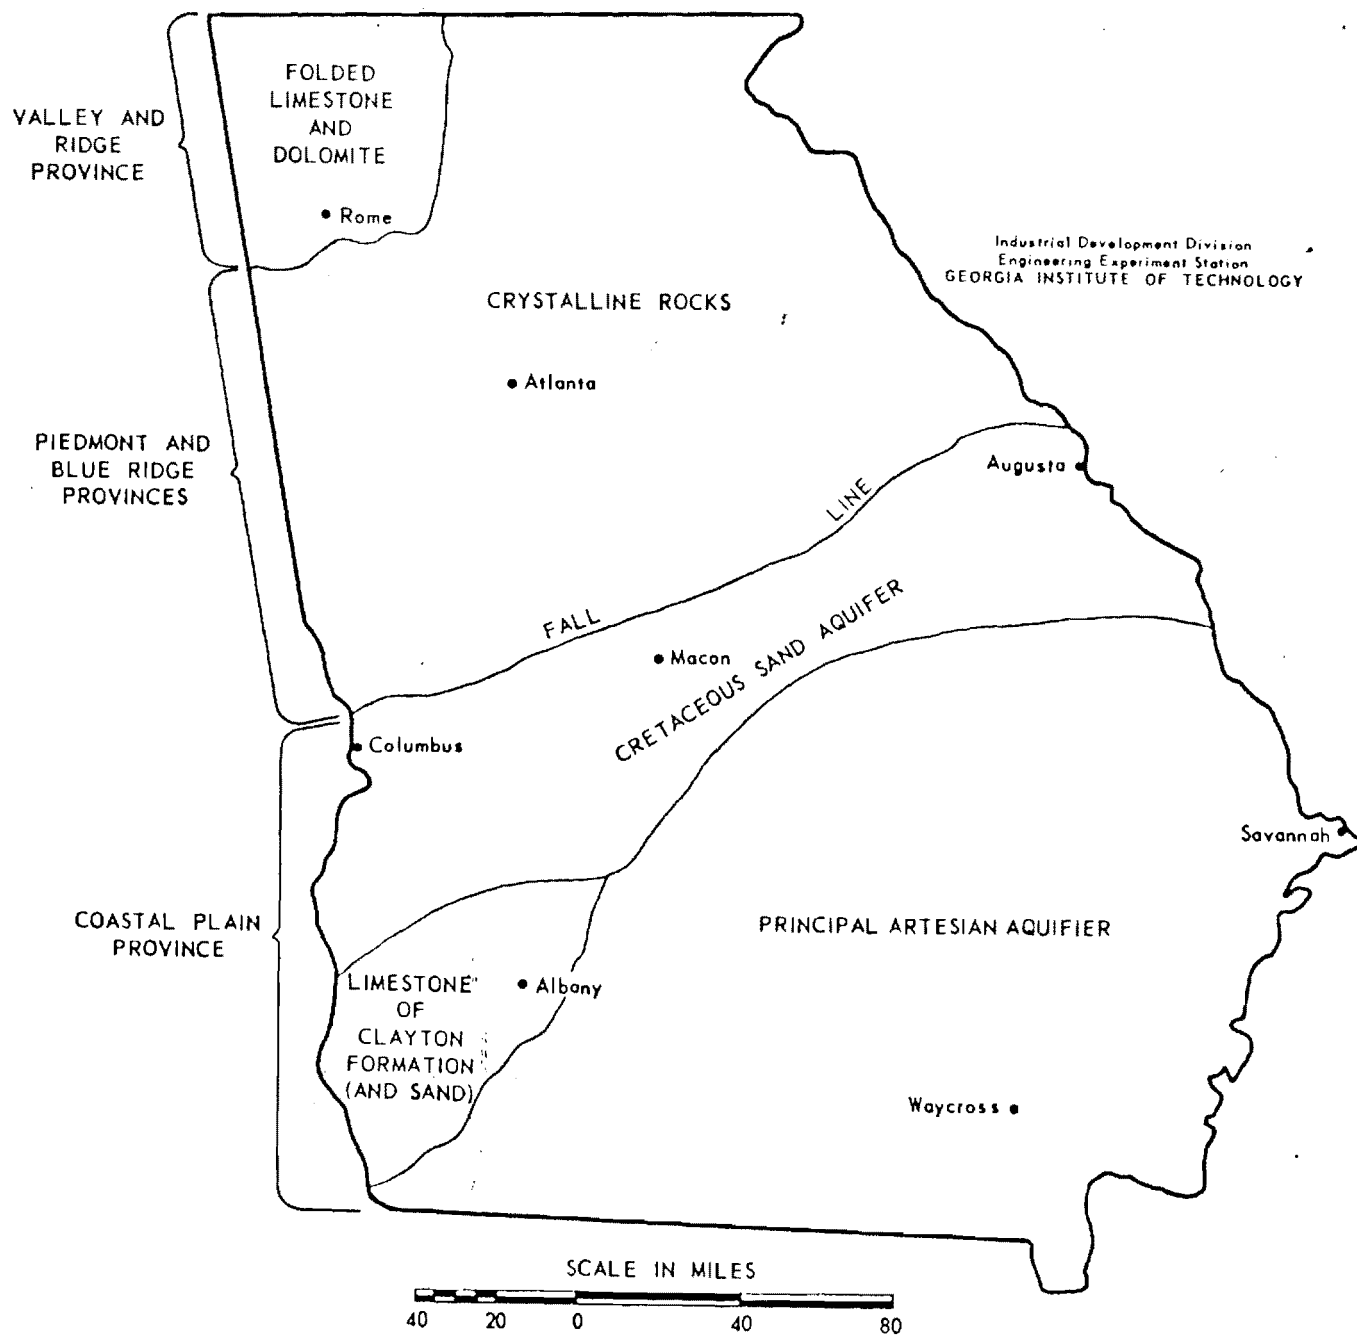 VALLEY AND
RIDGE
PROVINCE
FOLDED
LIMESTONE
AND
DOLOMITE
Rome
Industrial Development Division
Engineering Experiment Station
GEORGIA INSTITUTE OF TECHNOLOGY
CRYSTALLINE ROCKS
Atlanta
PIEDMONT AND
BLUE RIDGE
PROVINCES
Augusta
FALL LINE
Macon
CRETACEOUS SAND AQUIFER
Columbus
Savannah
COASTAL PLAIN
PROVINCE
PRINCIPAL ARTESIAN AQUIFIER
LIMESTONE
OF
CLAYTON
FORMATION
(AND SAND)
Albany
Waycross
SCALE IN MILES
40 20 0 40 80